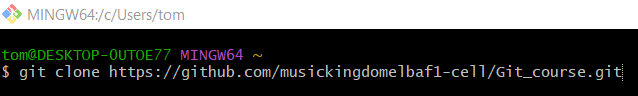 MINGW64:/c/Users/tom
tom@DESKTOP-OUTOE77 MINGW64 ~
$ git clone https://github.com/musickingdomelbaf1-cell/Git_course.git